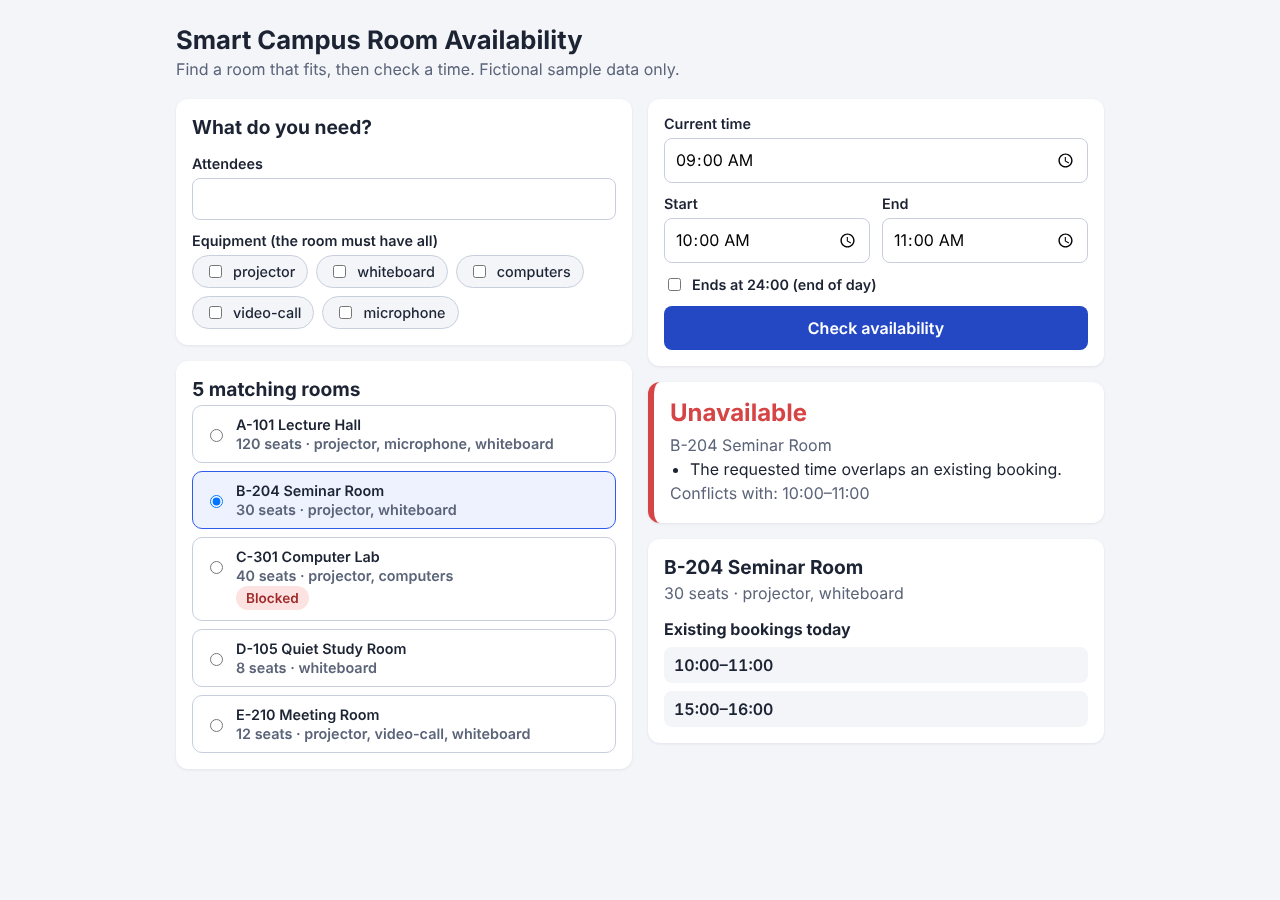 Smart Campus Room Availability
Find a room that fits, then check a time. Fictional sample data only.
What do you need?
Attendees
Equipment (the room must have all)
projector
whiteboard
computers
video-call
microphone
5 matching rooms
A-101 Lecture Hall
120 seats · projector, microphone, whiteboard
B-204 Seminar Room
30 seats · projector, whiteboard
C-301 Computer Lab
40 seats · projector, computers
Blocked
D-105 Quiet Study Room
8 seats · whiteboard
E-210 Meeting Room
12 seats · projector, video-call, whiteboard
Current time
09:00 AM
Start
End
10:00 AM
11:00 AM
Ends at 24:00 (end of day)
Check availability
Unavailable
B-204 Seminar Room
• The requested time overlaps an existing booking.
Conflicts with: 10:00–11:00
B-204 Seminar Room
30 seats · projector, whiteboard
Existing bookings today
10:00–11:00
15:00–16:00